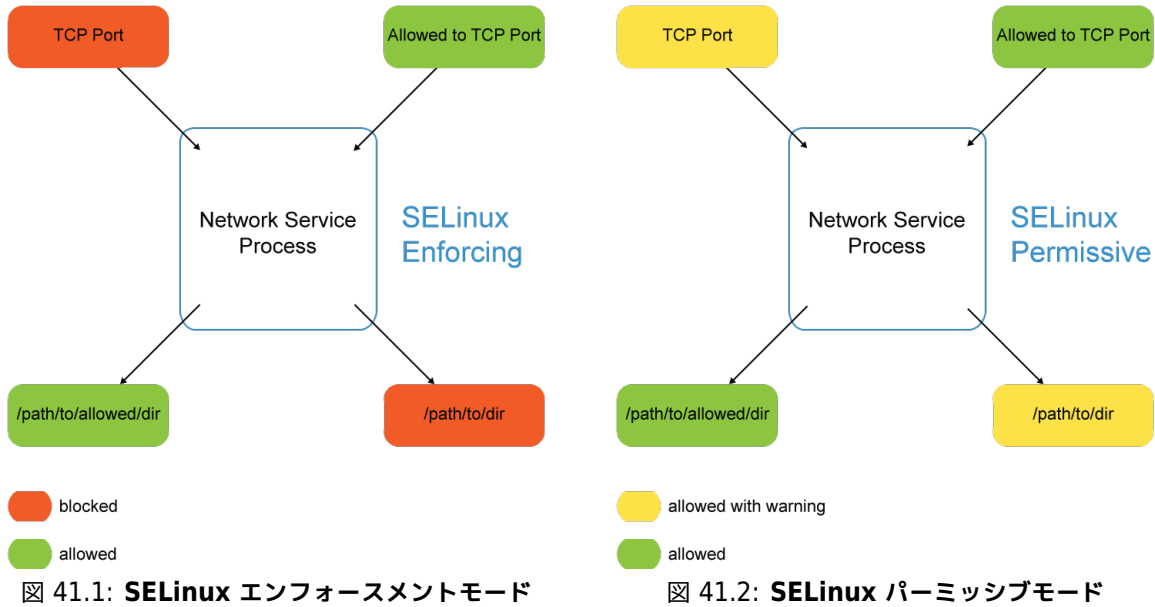 TCP Port
Allowed to TCP Port
Network Service
Process
SELinux
Enforcing
/path/to/allowed/dir
/path/to/dir
blocked
allowed
図 41.1: SELinux エンフォースメントモード
TCP Port
Allowed to TCP Port
Network Service
Process
SELinux
Permissive
/path/to/allowed/dir
/path/to/dir
allowed with warning
allowed
図 41.2: SELinux パーミッシブモード